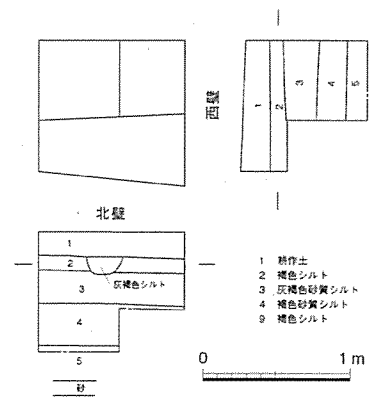 西壁
1
2
3
4
5
北壁
1
2
3
灰褐色シルト
4
5
砂
1 耕作土
2 褐色シルト
3 灰褐色砂質シルト
4 褐色砂質シルト
9 褐色シルト
0 1 m